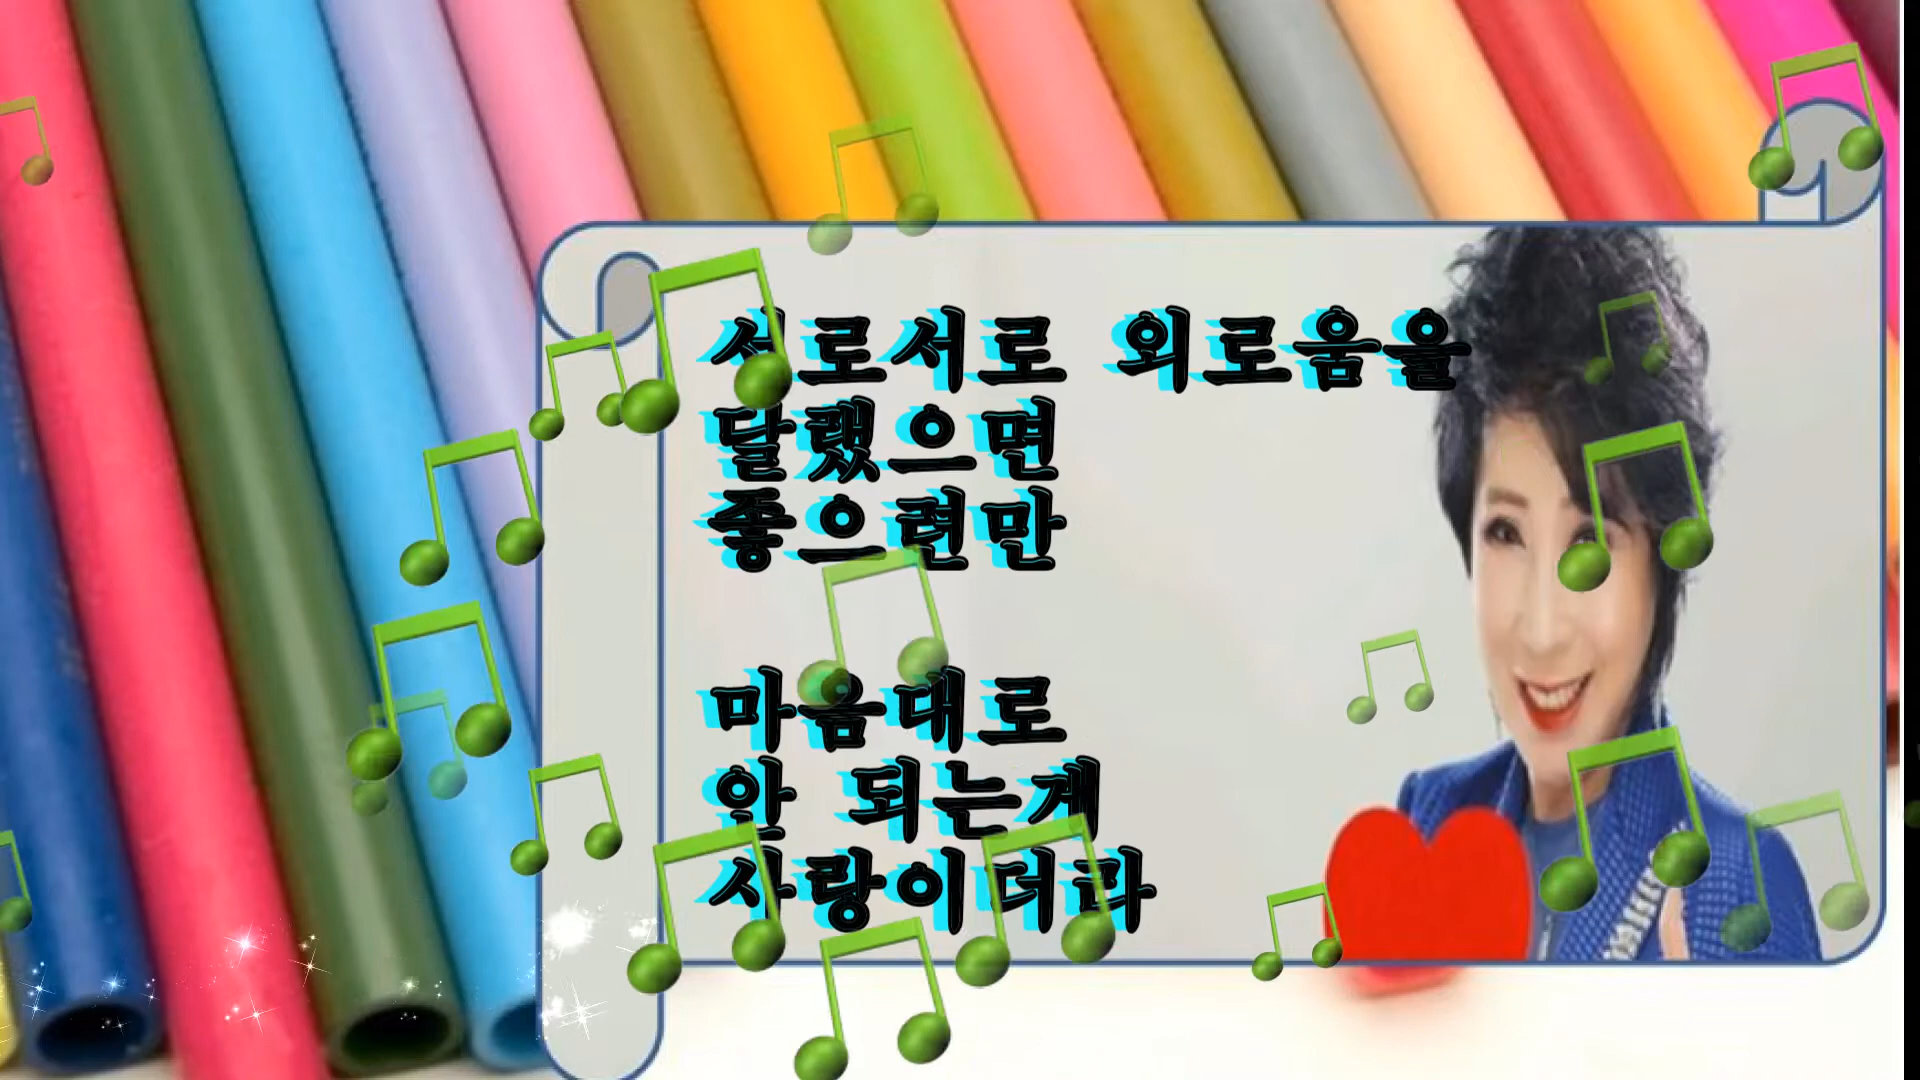 서로서로 외로움을
달랬으면
좋으련만
마음대로
안 되는게
사랑이더라